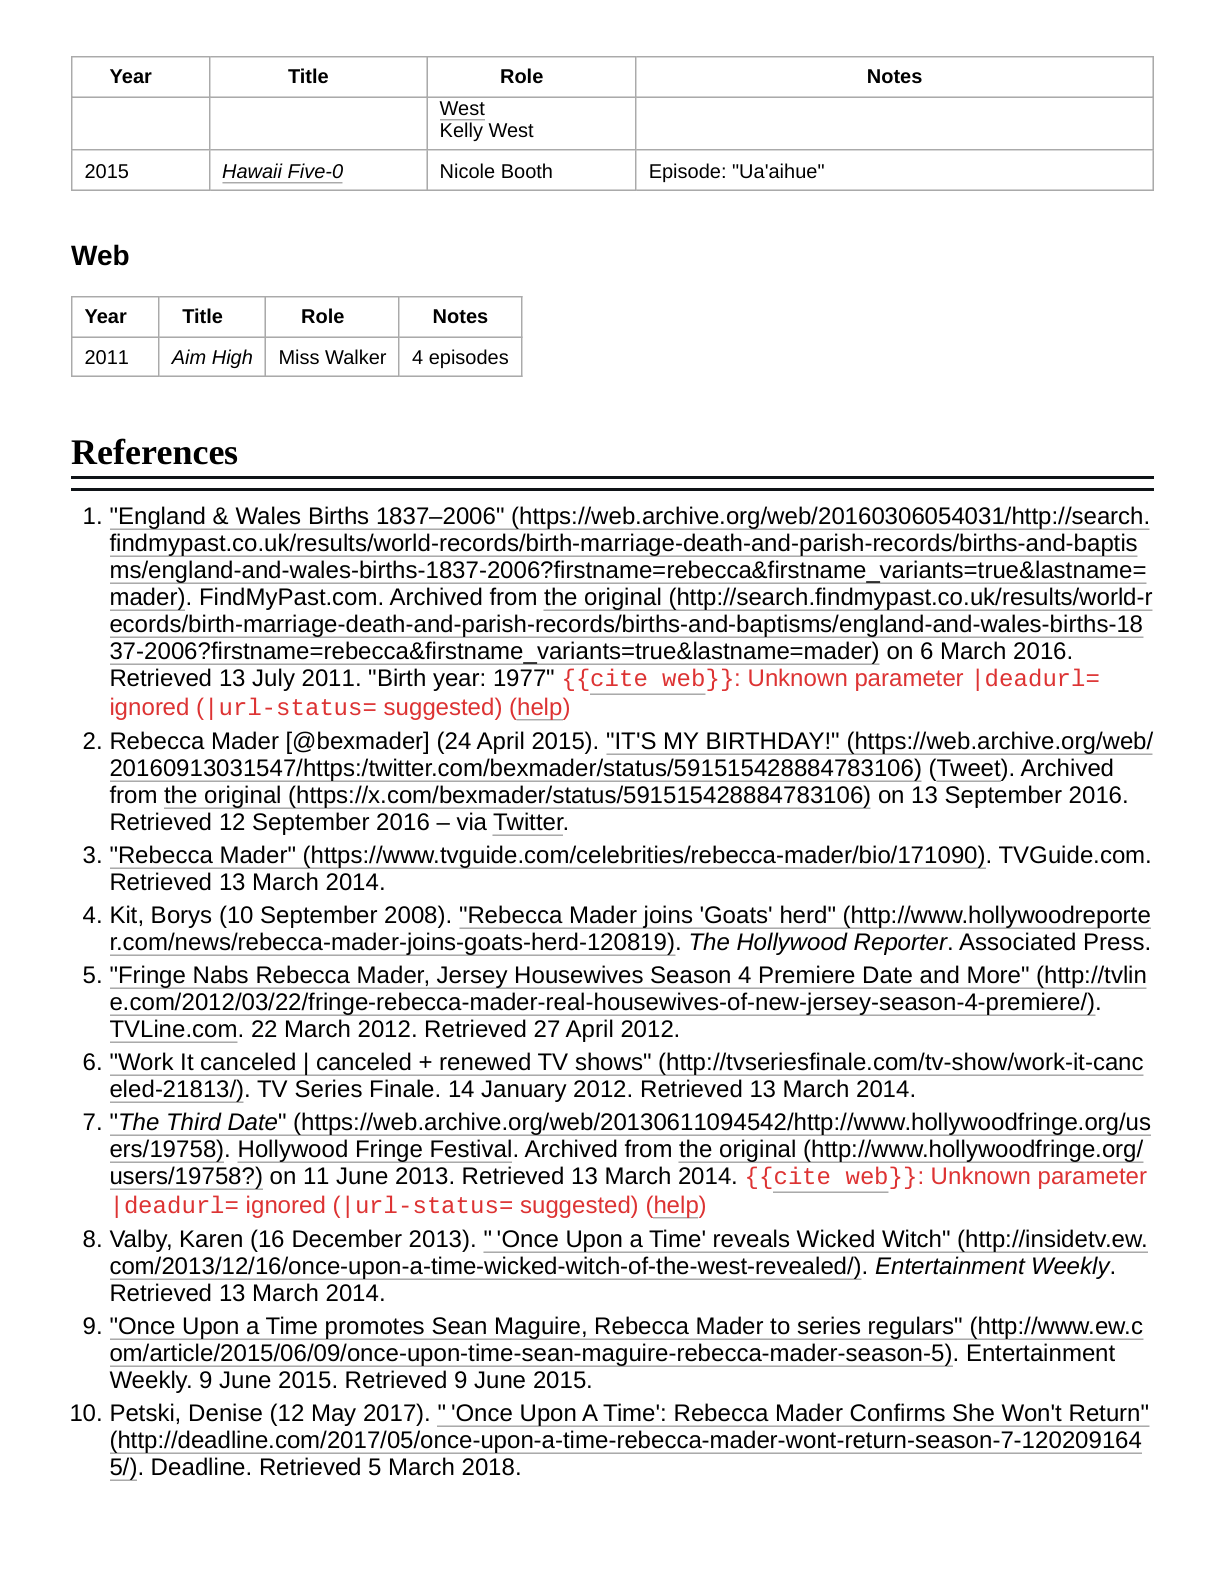 Year Title Role Notes
West
Kelly West
2015 Hawaii Five-0 Nicole Booth Episode: "Ua'aihue"
Web
Year Title Role Notes
2011 Aim High Miss Walker 4 episodes
References
1. "England & Wales Births 1837–2006" (https://web.archive.org/web/20160306054031/http://search.
findmypast.co.uk/results/world-records/birth-marriage-death-and-parish-records/births-and-baptis
ms/england-and-wales-births-1837-2006?firstname=rebecca&firstname_variants=true&lastname=
mader). FindMyPast.com. Archived from the original (http://search.findmypast.co.uk/results/world-r
ecords/birth-marriage-death-and-parish-records/births-and-baptisms/england-and-wales-births-18
37-2006?firstname=rebecca&firstname_variants=true&lastname=mader) on 6 March 2016.
Retrieved 13 July 2011. "Birth year: 1977" {{cite web}}: Unknown parameter |deadurl=
ignored (|url-status= suggested) (help)
2. Rebecca Mader [@bexmader] (24 April 2015). "IT'S MY BIRTHDAY!" (https://web.archive.org/web/
20160913031547/https:/twitter.com/bexmader/status/591515428884783106) (Tweet). Archived
from the original (https://x.com/bexmader/status/591515428884783106) on 13 September 2016.
Retrieved 12 September 2016 – via Twitter.
3. "Rebecca Mader" (https://www.tvguide.com/celebrities/rebecca-mader/bio/171090). TVGuide.com.
Retrieved 13 March 2014.
4. Kit, Borys (10 September 2008). "Rebecca Mader joins 'Goats' herd" (http://www.hollywoodreporte
r.com/news/rebecca-mader-joins-goats-herd-120819). The Hollywood Reporter. Associated Press.
5. "Fringe Nabs Rebecca Mader, Jersey Housewives Season 4 Premiere Date and More" (http://tvlin
e.com/2012/03/22/fringe-rebecca-mader-real-housewives-of-new-jersey-season-4-premiere/).
TVLine.com. 22 March 2012. Retrieved 27 April 2012.
6. "Work It canceled | canceled + renewed TV shows" (http://tvseriesfinale.com/tv-show/work-it-canc
eled-21813/). TV Series Finale. 14 January 2012. Retrieved 13 March 2014.
7. "The Third Date" (https://web.archive.org/web/20130611094542/http://www.hollywoodfringe.org/us
ers/19758). Hollywood Fringe Festival. Archived from the original (http://www.hollywoodfringe.org/
users/19758?) on 11 June 2013. Retrieved 13 March 2014. {{cite web}}: Unknown parameter
|deadurl= ignored (|url-status= suggested) (help)
8. Valby, Karen (16 December 2013). " 'Once Upon a Time' reveals Wicked Witch" (http://insidetv.ew.
com/2013/12/16/once-upon-a-time-wicked-witch-of-the-west-revealed/). Entertainment Weekly.
Retrieved 13 March 2014.
9. "Once Upon a Time promotes Sean Maguire, Rebecca Mader to series regulars" (http://www.ew.c
om/article/2015/06/09/once-upon-time-sean-maguire-rebecca-mader-season-5). Entertainment
Weekly. 9 June 2015. Retrieved 9 June 2015.
10. Petski, Denise (12 May 2017). " 'Once Upon A Time': Rebecca Mader Confirms She Won't Return"
(http://deadline.com/2017/05/once-upon-a-time-rebecca-mader-wont-return-season-7-120209164
5/). Deadline. Retrieved 5 March 2018.